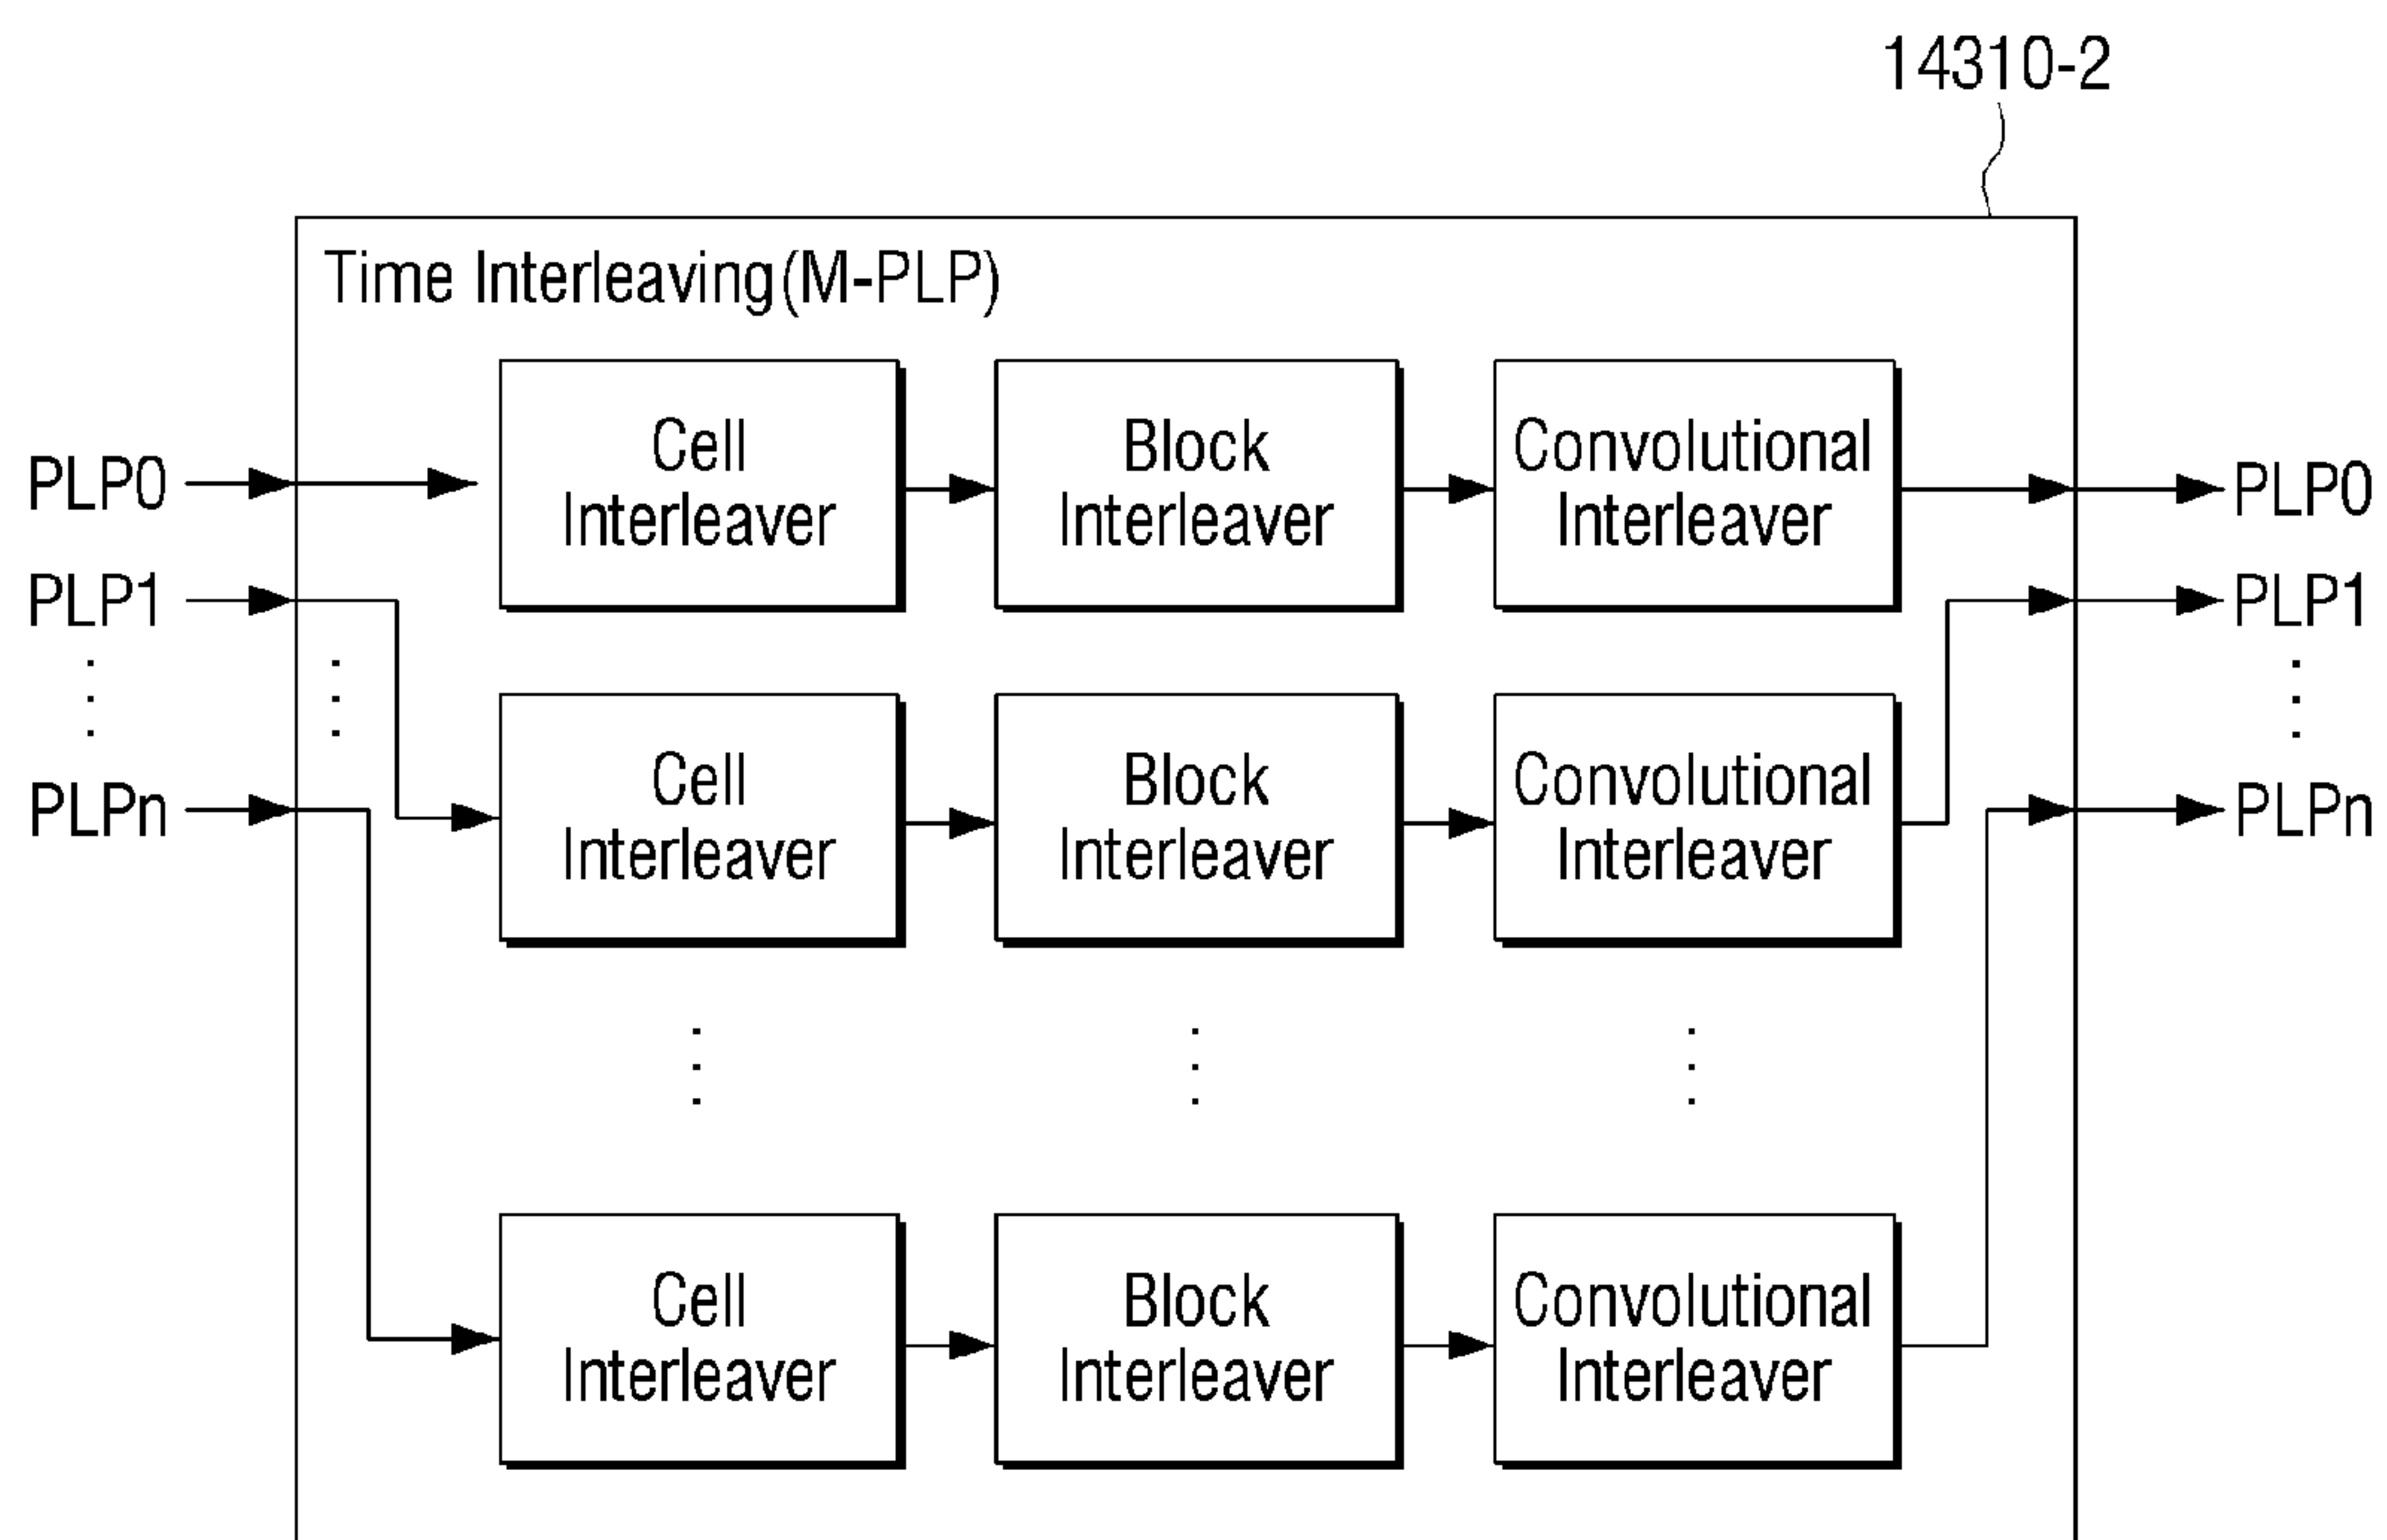 14310-2
Time Interleaving(M-PLP)
Cell
Interleaver
Block
Interleaver
Convolutional
Interleaver
PLP0
PLP0
PLP1
PLP1
Cell
Interleaver
Block
Interleaver
Convolutional
Interleaver
PLPn
PLPn
Cell
Interleaver
Block
Interleaver
Convolutional
Interleaver